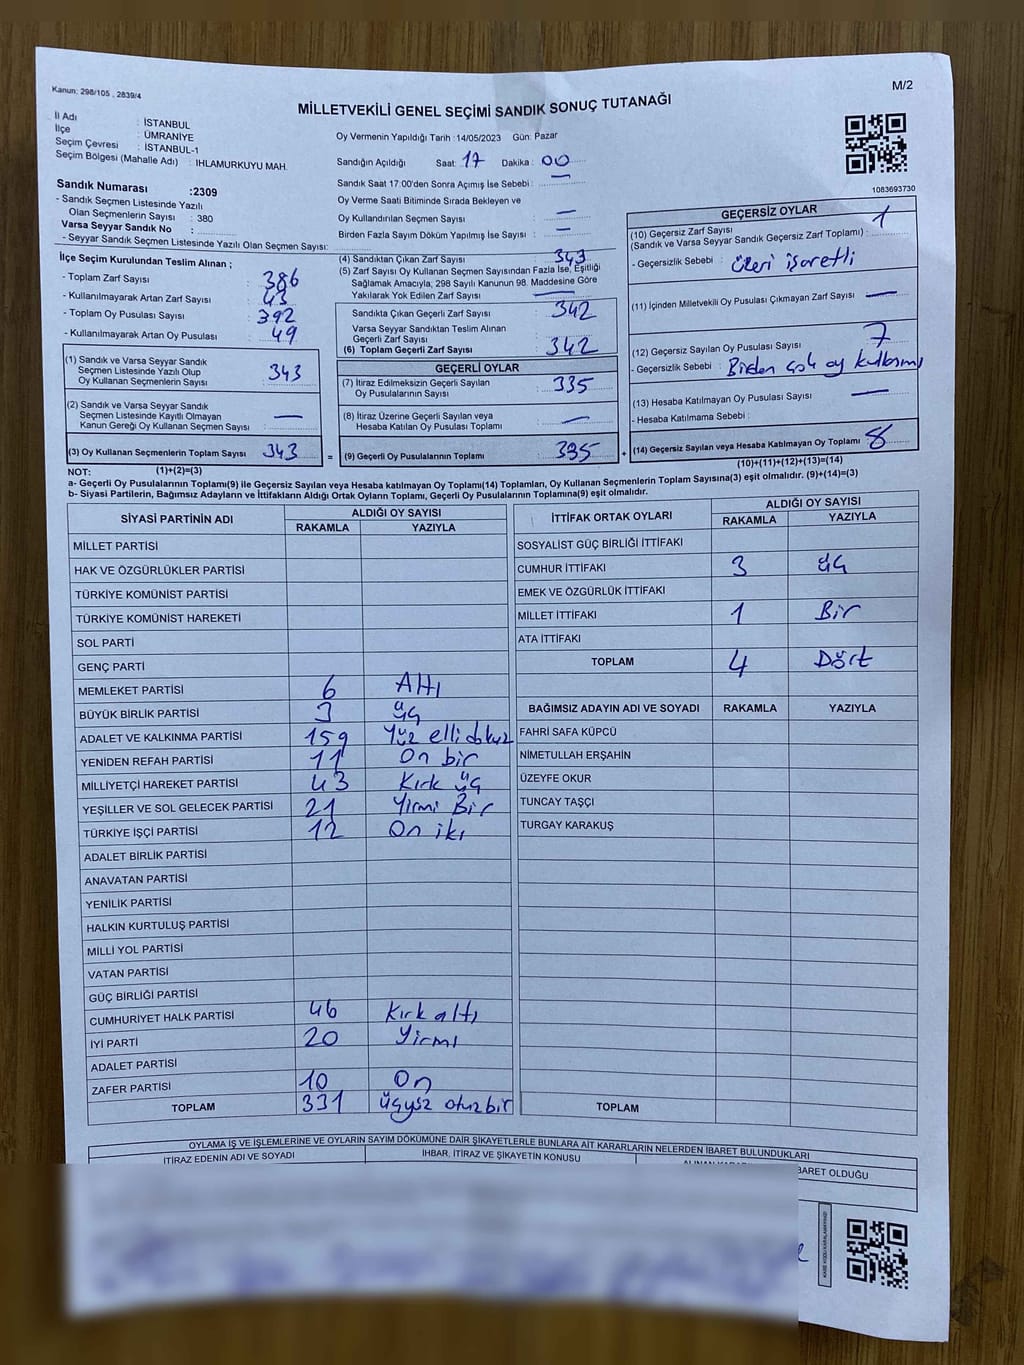 Kanun: 298/105 , 2839/4
M/2
MİLLETVEKİLİ GENEL SEÇİMİ SANDIK SONUÇ TUTANAĞI
İl Adı : İSTANBUL
İlçe : ÜMRANİYE
Seçim Çevresi : İSTANBUL-1
Seçim Bölgesi (Mahalle Adı) : IHLAMURKUYU MAH.
Oy Vermenin Yapıldığı Tarih : 14/05/2023 Gün: Pazar
Sandığın Açıldığı Saat: 17 Dakika : 00
Sandık Saat 17:00'den Sonra Açımış İse Sebebi : —
Oy Verme Saati Bitiminde Sırada Bekleyen ve
Oy Kullandırılan Seçmen Sayısı : —
Birden Fazla Sayım Döküm Yapılmış İse Sayısı : —
1083693730
Sandık Numarası :2309
- Sandık Seçmen Listesinde Yazılı
Olan Seçmenlerin Sayısı : 380
Varsa Seyyar Sandık No :
- Seyyar Sandık Seçmen Listesinde Yazılı Olan Seçmen Sayısı:
İlçe Seçim Kurulundan Teslim Alınan ;
- Toplam Zarf Sayısı : 386
- Kullanılmayarak Artan Zarf Sayısı : 43
- Toplam Oy Pusulası Sayısı : 392
- Kullanılmayarak Artan Oy Pusulası : 49
(1) Sandık ve Varsa Seyyar Sandık
Seçmen Listesinde Yazılı Olup
Oy Kullanan Seçmenlerin Sayısı : 343
(2) Sandık ve Varsa Seyyar Sandık
Seçmen Listesinde Kayıtlı Olmayan
Kanun Gereği Oy Kullanan Seçmen Sayısı : —
(3) Oy Kullanan Seçmenlerin Toplam Sayısı : 343
(4) Sandıktan Çıkan Zarf Sayısı : 343
(5) Zarf Sayısı Oy Kullanan Seçmen Sayısından Fazla İse, Eşitliği
Sağlamak Amacıyla, 298 Sayılı Kanunun 98. Maddesine Göre
Yakılarak Yok Edilen Zarf Sayısı : —
Sandıkta Çıkan Geçerli Zarf Sayısı : 342
Varsa Seyyar Sandıktan Teslim Alınan
Geçerli Zarf Sayısı :
(6) Toplam Geçerli Zarf Sayısı : 342
GEÇERLİ OYLAR
(7) İtiraz Edilmeksizin Geçerli Sayılan
Oy Pusulalarının Sayısı : 335
(8) İtiraz Üzerine Geçerli Sayılan veya
Hesaba Katılan Oy Pusulası Toplamı : —
= (9) Geçerli Oy Pusulalarının Toplamı : 335
GEÇERSİZ OYLAR
(10) Geçersiz Zarf Sayısı 1
(Sandık ve Varsa Seyyar Sandık Geçersiz Zarf Toplamı) :
- Geçersizlik Sebebi : Üzeri işaretli
(11) İçinden Milletvekili Oy Pusulası Çıkmayan Zarf Sayısı —
(12) Geçersiz Sayılan Oy Pusulası Sayısı : 7
- Geçersizlik Sebebi : Birden çok oy kullanımı
(13) Hesaba Katılmayan Oy Pusulası Sayısı : —
- Hesaba Katılmama Sebebi :
+ (14) Geçersiz Sayılan veya Hesaba Katılmayan Oy Toplamı : 8
NOT: (1)+(2)=(3)
(10)+(11)+(12)+(13)=(14)
a- Geçerli Oy Pusulalarının Toplamı(9) ile Geçersiz Sayılan veya Hesaba katılmayan Oy Toplamı(14) Toplamları, Oy Kullanan Seçmenlerin Toplam Sayısına(3) eşit olmalıdır. (9)+(14)=(3)
b- Siyasi Partilerin, Bağımsız Adayların ve İttifakların Aldığı Ortak Oyların Toplamı, Geçerli Oy Pusulalarının Toplamına(9) eşit olmalıdır.
SİYASİ PARTİNİN ADI ALDIĞI OY SAYISI
RAKAMLA YAZIYLA
MİLLET PARTİSİ
HAK VE ÖZGÜRLÜKLER PARTİSİ
TÜRKİYE KOMÜNİST PARTİSİ
TÜRKİYE KOMÜNİST HAREKETİ
SOL PARTİ
GENÇ PARTİ
MEMLEKET PARTİSİ 6 Altı
BÜYÜK BİRLİK PARTİSİ 3 üç
ADALET VE KALKINMA PARTİSİ 159 Yüz elli dokuz
YENİDEN REFAH PARTİSİ 11 On bir
MİLLİYETÇİ HAREKET PARTİSİ 43 Kırk üç
YEŞİLLER VE SOL GELECEK PARTİSİ 21 Yirmi Bir
TÜRKİYE İŞÇİ PARTİSİ 12 On iki
ADALET BİRLİK PARTİSİ
ANAVATAN PARTİSİ
YENİLİK PARTİSİ
HALKIN KURTULUŞ PARTİSİ
MİLLİ YOL PARTİSİ
VATAN PARTİSİ
GÜÇ BİRLİĞİ PARTİSİ
CUMHURİYET HALK PARTİSİ 46 Kırk altı
İYİ PARTİ 20 Yirmi
ADALET PARTİSİ
ZAFER PARTİSİ 10 On
TOPLAM 331 üçyüz otuz bir
İTTİFAK ORTAK OYLARI ALDIĞI OY SAYISI
RAKAMLA YAZIYLA
SOSYALİST GÜÇ BİRLİĞİ İTTİFAKI
CUMHUR İTTİFAKI 3 üç
EMEK VE ÖZGÜRLÜK İTTİFAKI
MİLLET İTTİFAKI 1 Bir
ATA İTTİFAKI
TOPLAM 4 Dört
BAĞIMSIZ ADAYIN ADI VE SOYADI RAKAMLA YAZIYLA
FAHRİ SAFA KÜPCÜ
NİMETULLAH ERŞAHİN
ÜZEYFE OKUR
TUNCAY TAŞÇI
TURGAY KARAKUŞ
TOPLAM
OYLAMA İŞ VE İŞLEMLERİNE VE OYLARIN SAYIM DÖKÜMÜNE DAİR ŞİKAYETLERLE BUNLARA AİT KARARLARIN NELERDEN İBARET BULUNDUKLARI
İTİRAZ EDENİN ADI VE SOYADI İHBAR, İTİRAZ VE ŞİKAYETİN KONUSU
BARET OLDUĞU